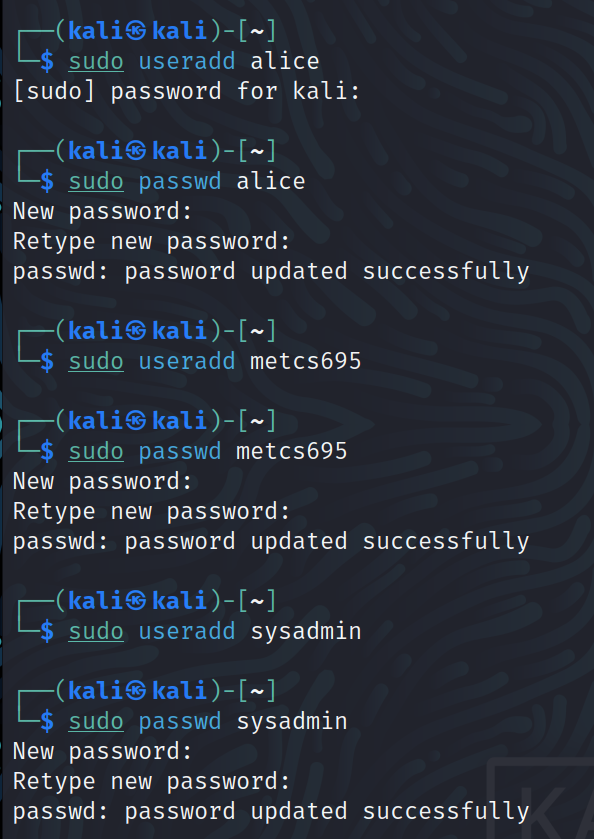 ┌──(kali㉿kali)-[~]
└─$ sudo useradd alice
[sudo] password for kali:
┌──(kali㉿kali)-[~]
└─$ sudo passwd alice
New password:
Retype new password:
passwd: password updated successfully
┌──(kali㉿kali)-[~]
└─$ sudo useradd metcs695
┌──(kali㉿kali)-[~]
└─$ sudo passwd metcs695
New password:
Retype new password:
passwd: password updated successfully
┌──(kali㉿kali)-[~]
└─$ sudo useradd sysadmin
┌──(kali㉿kali)-[~]
└─$ sudo passwd sysadmin
New password:
Retype new password:
passwd: password updated successfully